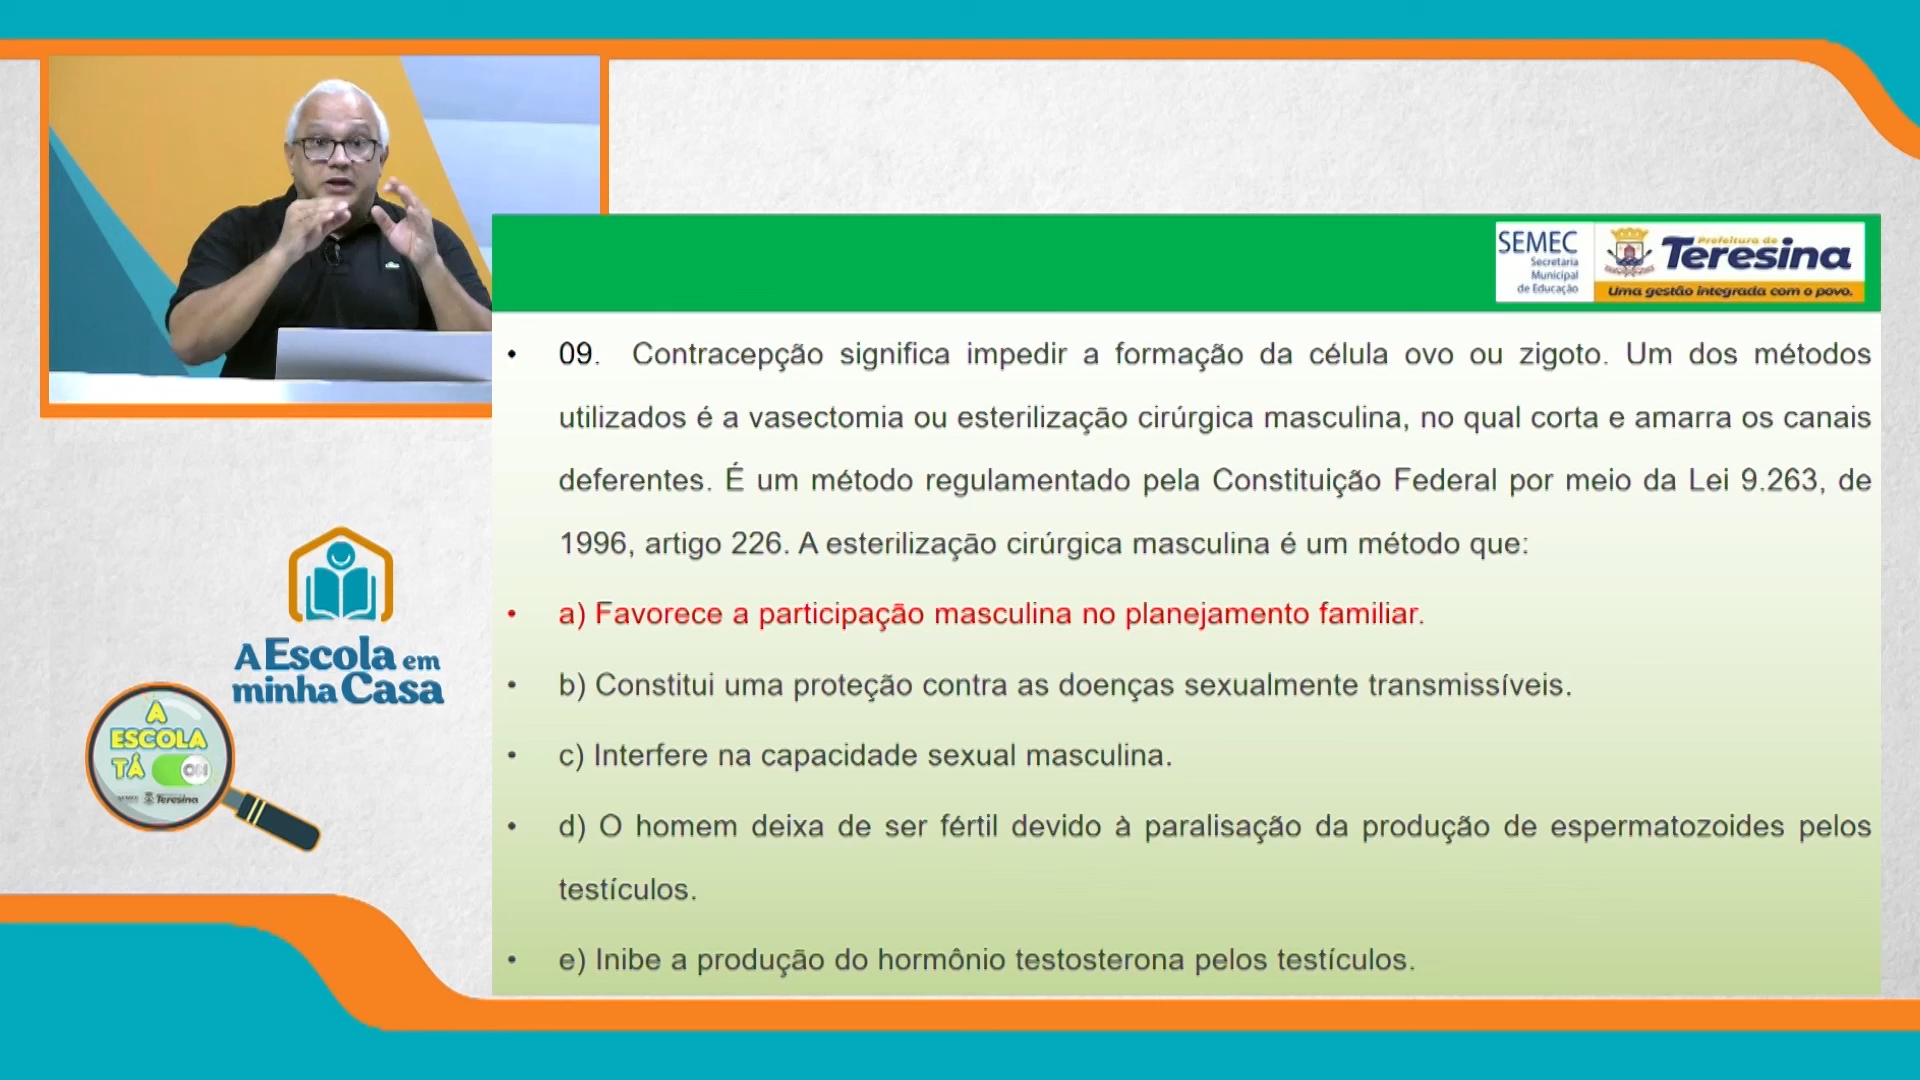 SEMEC
Secretaria
Municipal
de Educação
Prefeitura de
Teresina
Uma gestão integrada com o povo.
• 09. Contracepção significa impedir a formação da célula ovo ou zigoto. Um dos métodos
utilizados é a vasectomia ou esterilização cirúrgica masculina, no qual corta e amarra os canais
deferentes. É um método regulamentado pela Constituição Federal por meio da Lei 9.263, de
1996, artigo 226. A esterilização cirúrgica masculina é um método que:
• a) Favorece a participação masculina no planejamento familiar.
• b) Constitui uma proteção contra as doenças sexualmente transmissíveis.
• c) Interfere na capacidade sexual masculina.
• d) O homem deixa de ser fértil devido à paralisação da produção de espermatozoides pelos
testículos.
• e) Inibe a produção do hormônio testosterona pelos testículos.
A Escola em
minha Casa
A
ESCOLA
TÁ ON
SEMEC Teresina